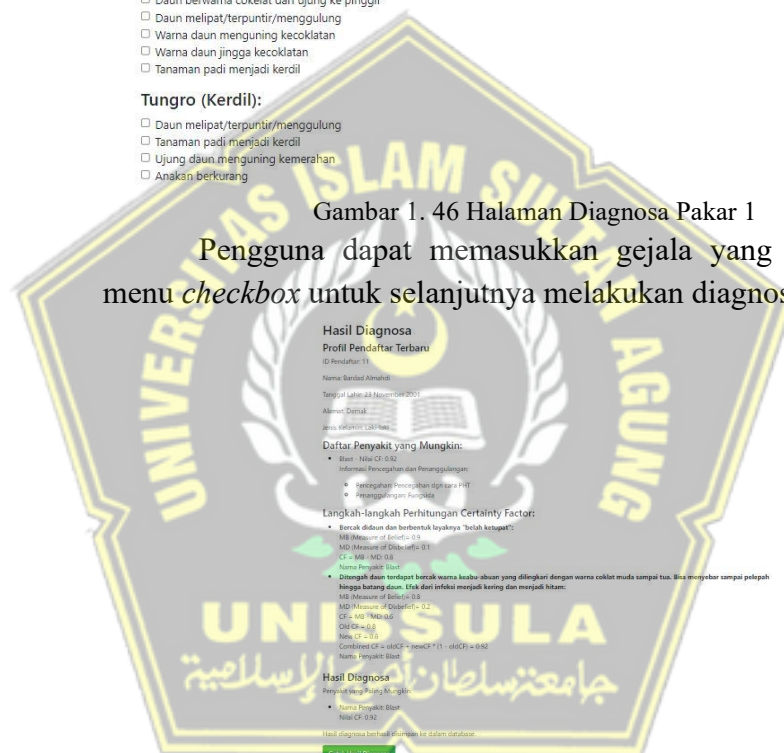 Daun berwarna cokelat dari ujung ke pinggir
Daun melipat/terpuntir/menggulung
Warna daun menguning kecoklatan
Warna daun jingga kecoklatan
Tanaman padi menjadi kerdil
Tungro (Kerdil):
Daun melipat/terpuntir/menggulung
Tanaman padi menjadi kerdil
Ujung daun menguning kemerahan
Anakan berkurang
Gambar 1. 46 Halaman Diagnosa Pakar 1
Pengguna dapat memasukkan gejala yang
menu checkbox untuk selanjutnya melakukan diagnos
Hasil Diagnosa
Profil Pendaftar Terbaru
ID Pendaftar: 11
Nama: Almahdi
Tanggal Lahir: 23 November 2001
Alamat: Demak
Jenis Kelamin: Laki-laki
Daftar Penyakit yang Mungkin:
Blast - Nilai CF: 0.92
Informasi Pencegahan dan Penanggulangan:
Pencegahan: Pencegahan dgn cara PHT
Penanggulangan: Fungisida
Langkah-langkah Perhitungan Certainty Factor:
Bercak didaun dan berbentuk layaknya "belah ketupat":
MB (Measure of Belief)= 0.9
MD (Measure of Disbelief)= 0.1
CF = MB - MD: 0.8
Nama Penyakit: Blast
Ditengah daun terdapat bercak warna keabu-abuan yang dilingkari dengan warna coklat muda sampai tua. Bisa menyebar sampai pelepah
hingga batang daun. Efek dari infeksi menjadi kering dan menjadi hitam:
MB (Measure of Belief)= 0.8
MD (Measure of Disbelief)= 0.2
CF = MB - MD: 0.6
Old CF = 0.8
New CF = 0.6
Combined CF = oldCF + newCF * (1 - oldCF) = 0.92
Nama Penyakit: Blast
Hasil Diagnosa
Penyakit yang Paling Mungkin:
Nama Penyakit: Blast
Nilai CF: 0.92
Hasil diagnosa berhasil disimpan ke dalam database.
UNIVERSITAS ISLAM SULTAN AGUNG
UNISSULA
جامعة سلطان أجونج الإسلامية